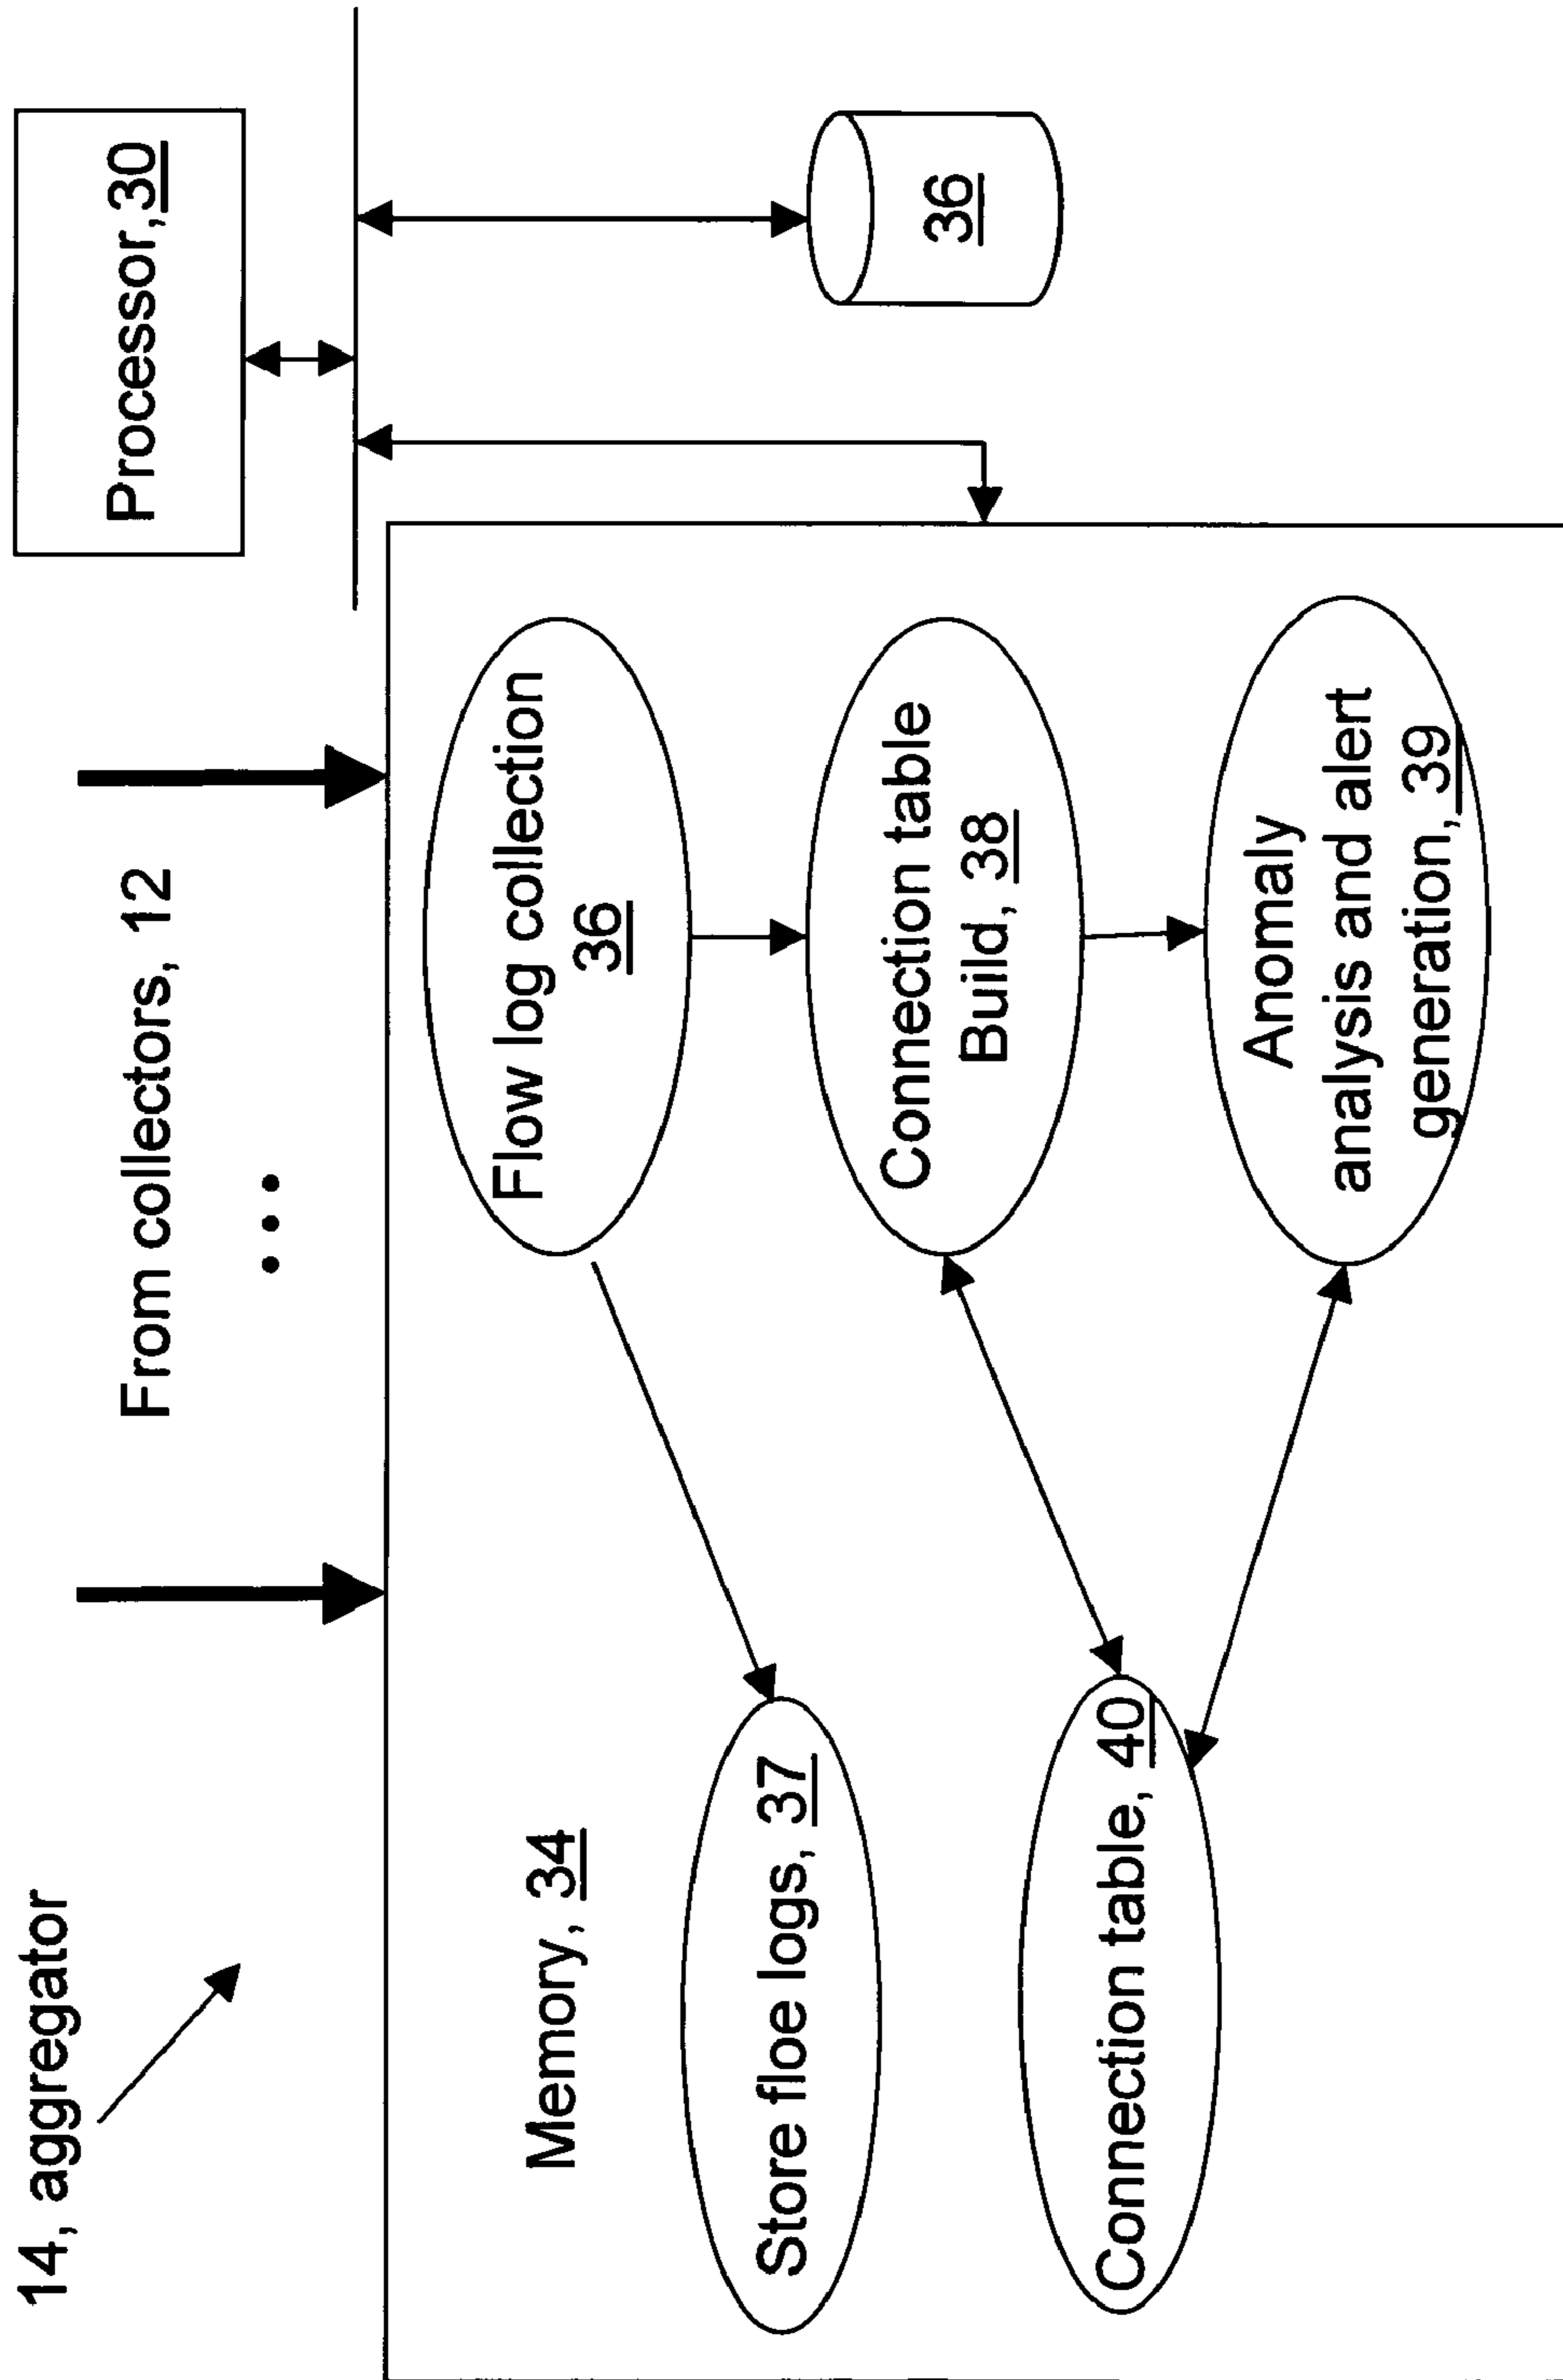 14, aggregator
From collectors, 12
Processor,30
Memory, 34
Flow log collection
36
36
Store floe logs, 37
Connection table
Build, 38
Connection table, 40
Anomaly
analysis and alert
generation, 39